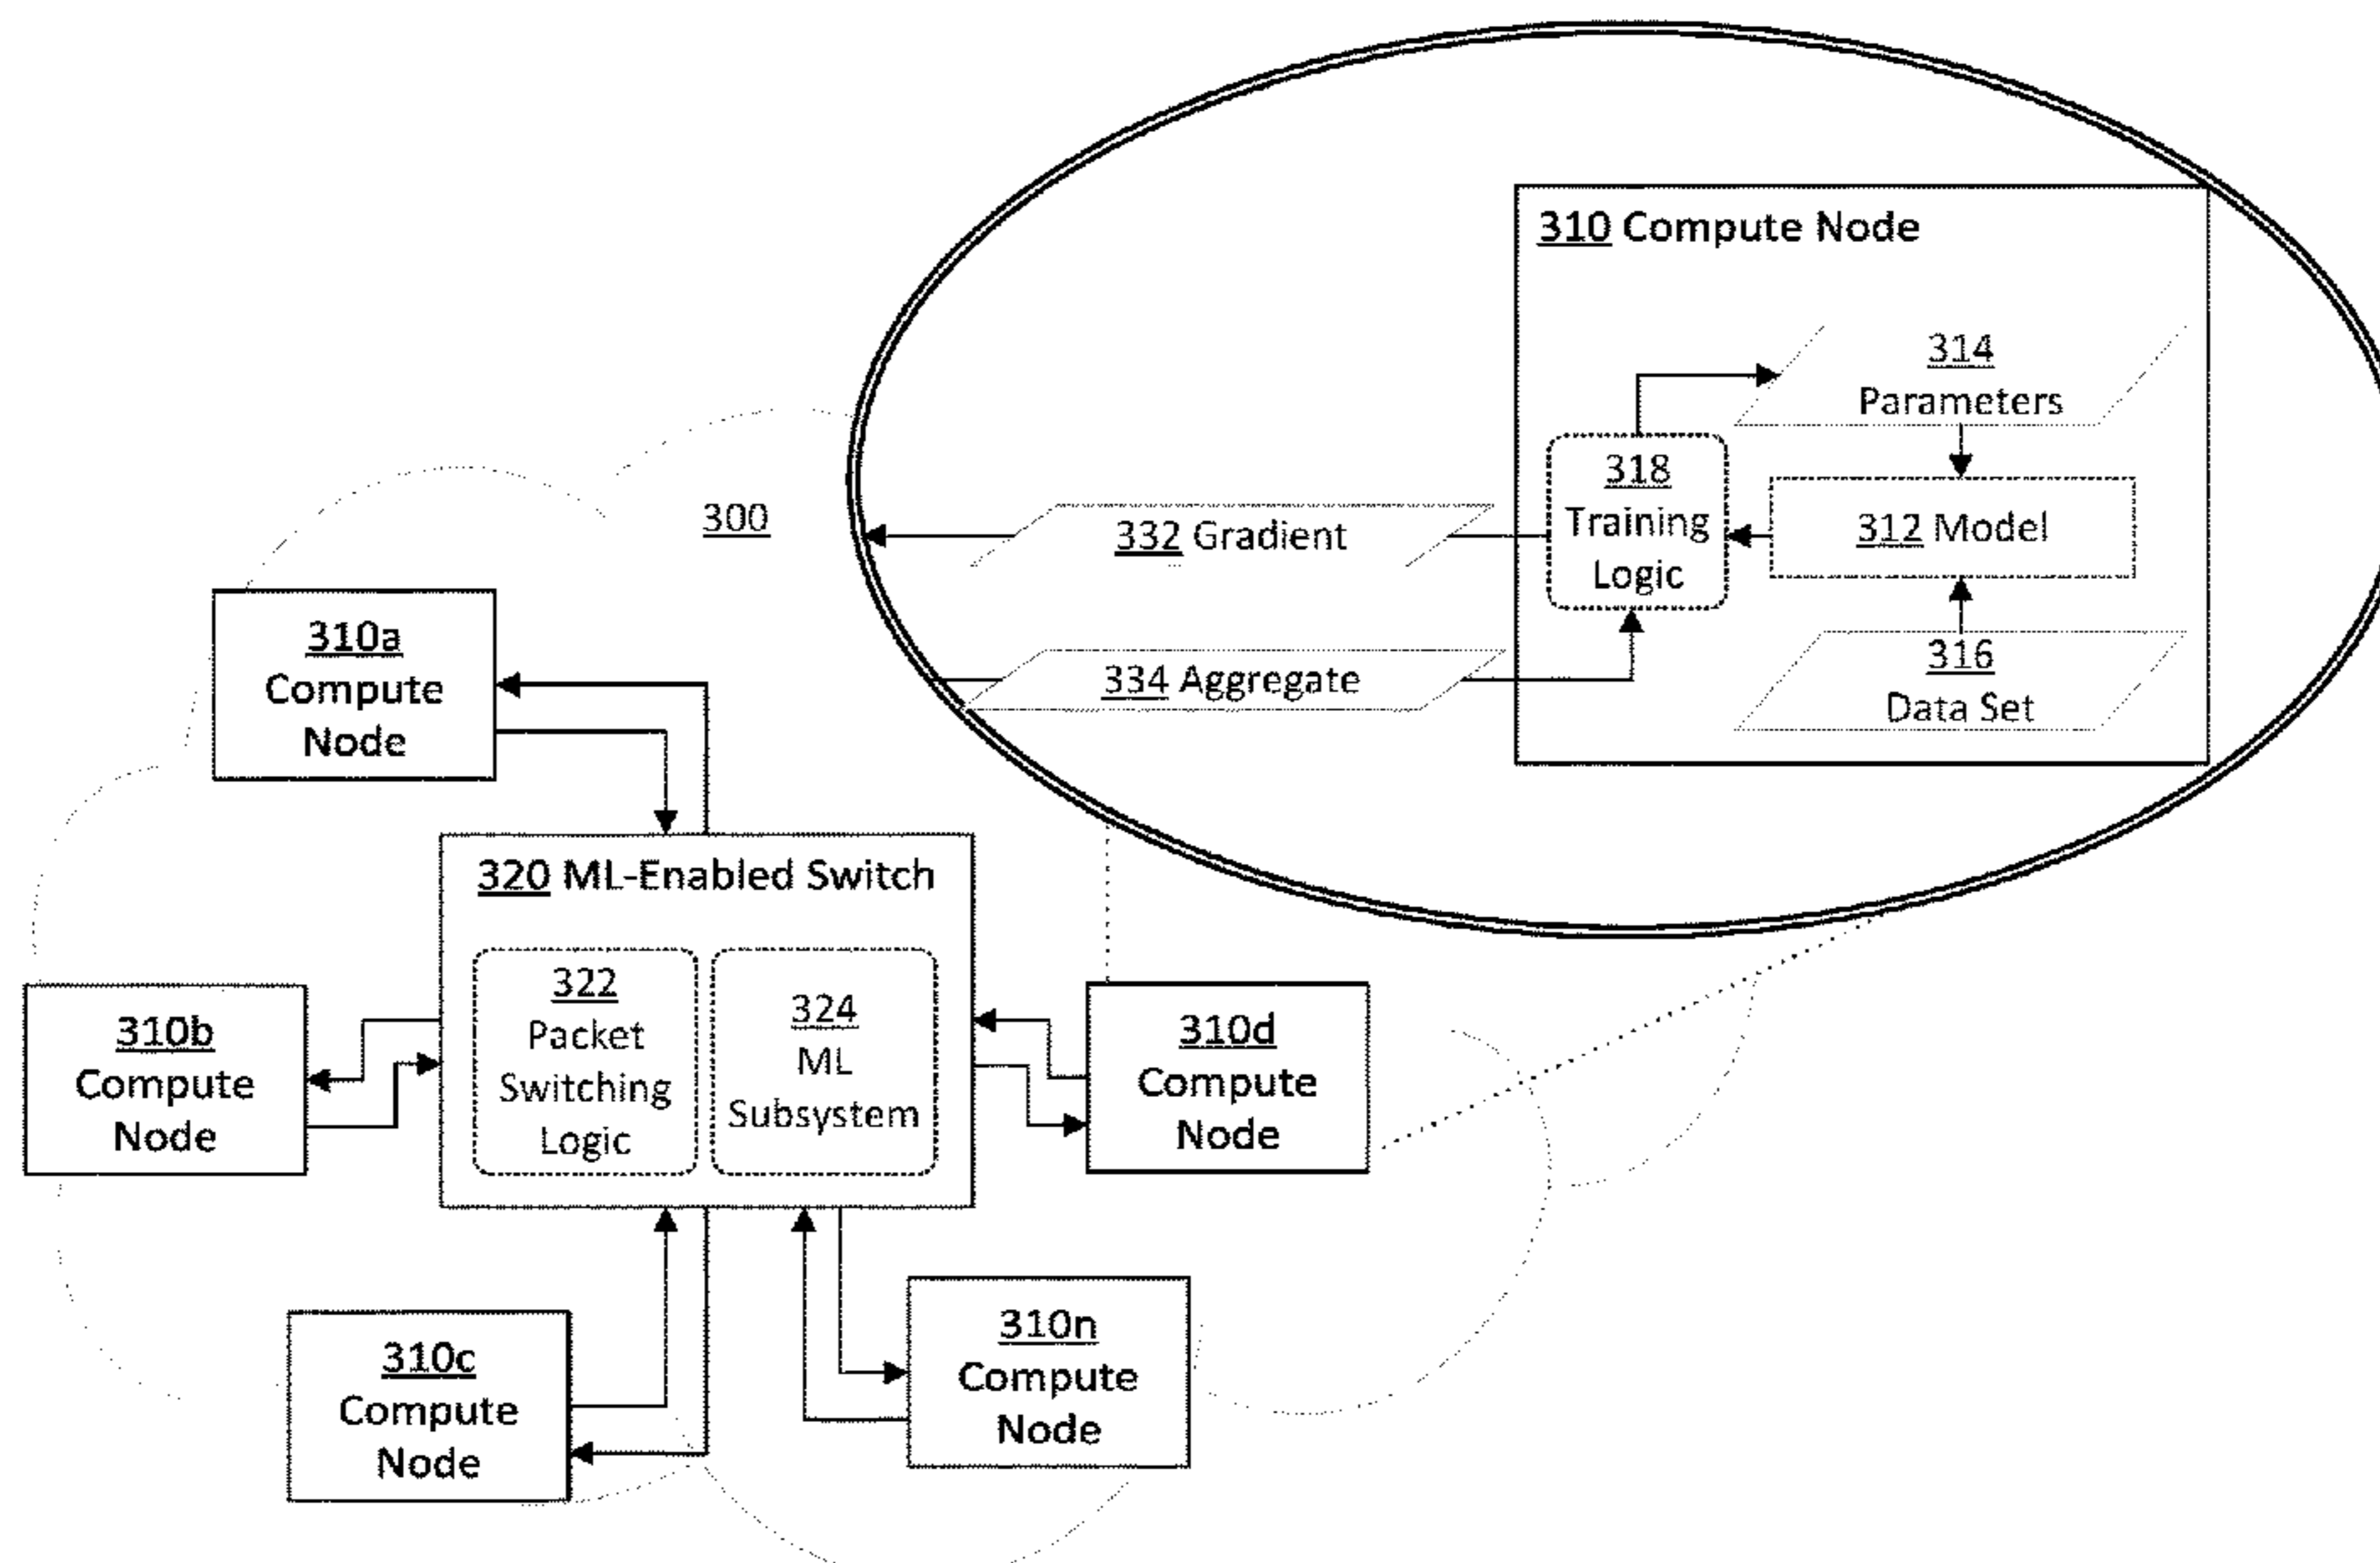 310 Compute Node
314
Parameters
318
Training
Logic
312 Model
316
Data Set
332 Gradient
334 Aggregate
300
310a
Compute
Node
320 ML-Enabled Switch
322
Packet
Switching
Logic
324
ML
Subsystem
310b
Compute
Node
310d
Compute
Node
310c
Compute
Node
310n
Compute
Node